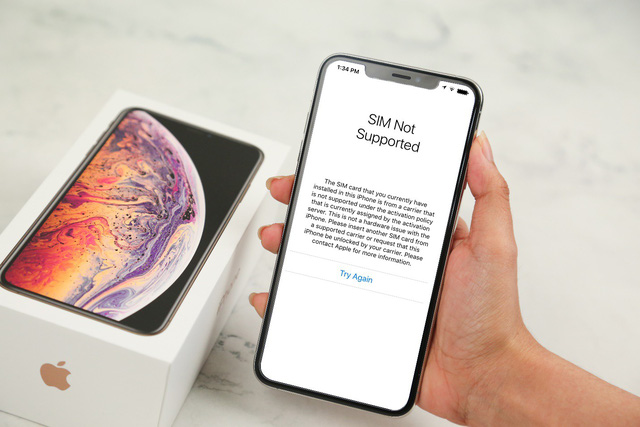 1:34 PM
SIM Not
Supported
The SIM card that you currently have
installed in this iPhone is from a carrier that
is not supported under the activation policy
that is currently assigned by the activation
server. This is not a hardware issue with the
iPhone. Please insert another SIM card from
a supported carrier or request that this
iPhone be unlocked by your carrier. Please
contact Apple for more information.
Try Again